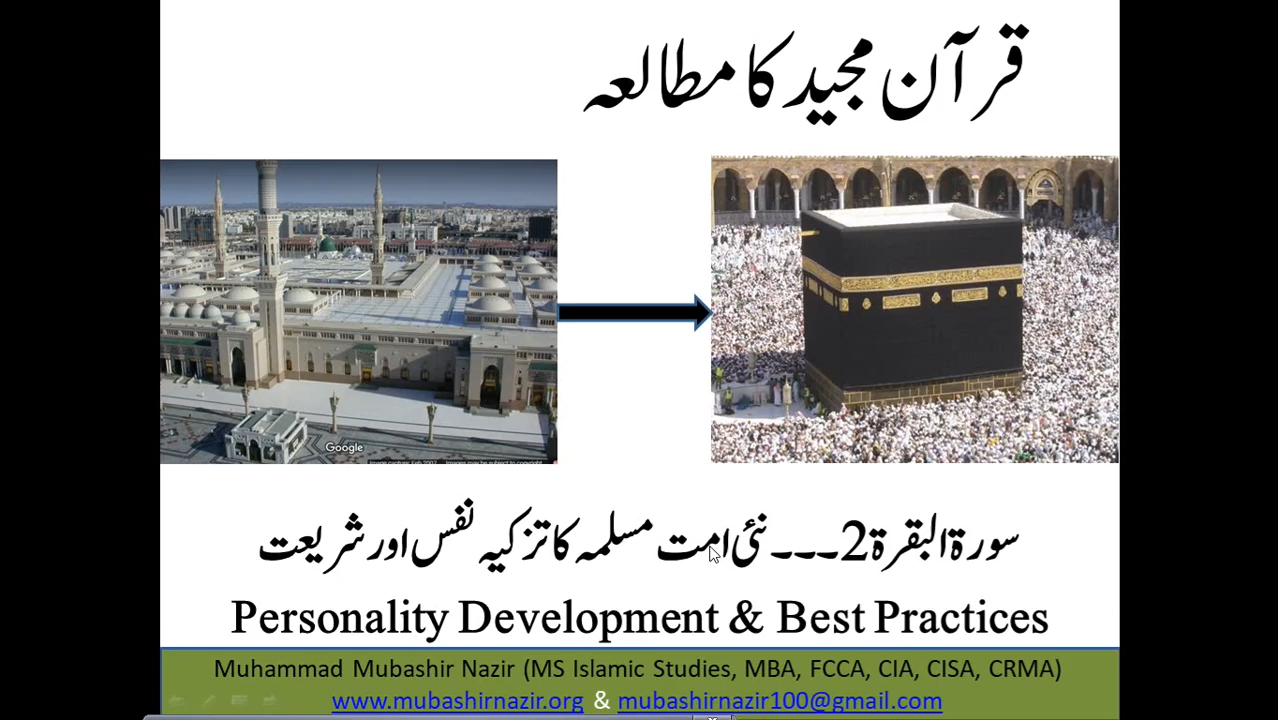 قرآن مجید کا مطالعہ
Google
سورۃ البقرۃ 2۔۔۔ نئی امت مسلمہ کا تزکیہ نفس اور شریعت
Personality Development & Best Practices
Muhammad Mubashir Nazir (MS Islamic Studies, MBA, FCCA, CIA, CISA, CRMA)
www.mubashirnazir.org & mubashirnazir100@gmail.com